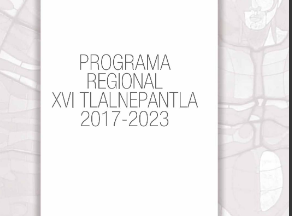 PROGRAMA
REGIONAL
XVI TLALNEPANTLA
2017-2023